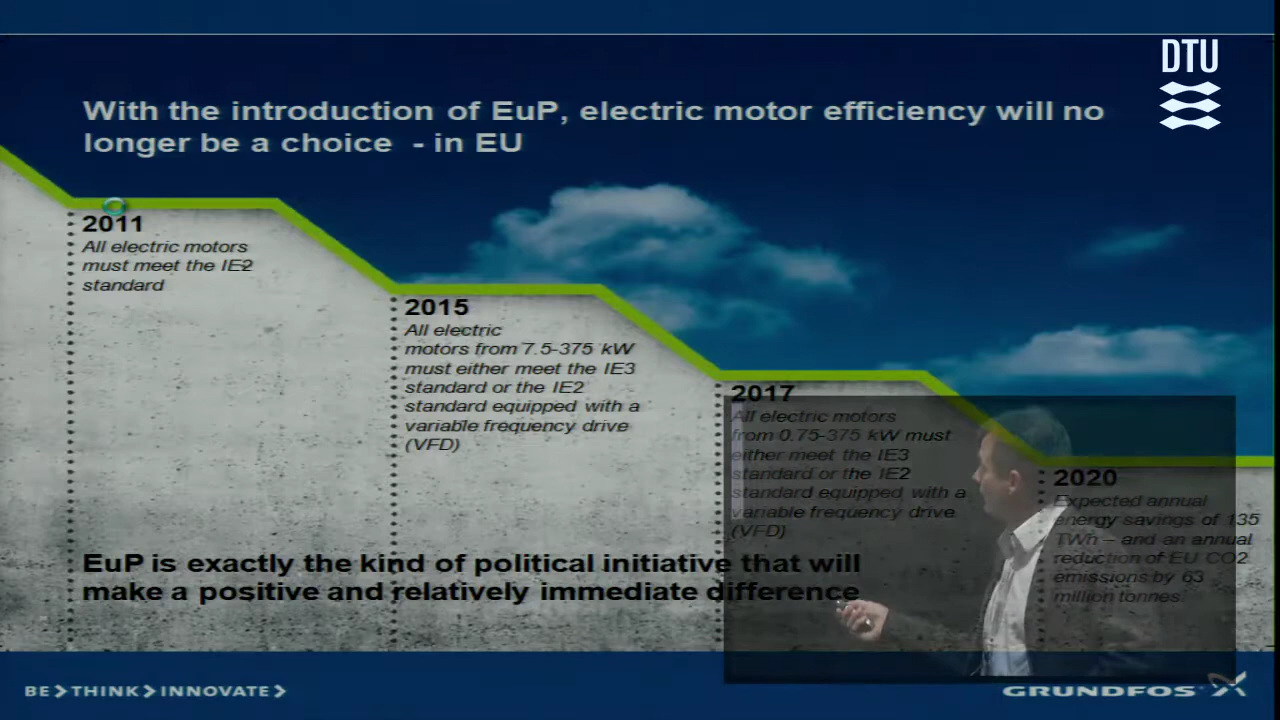 DTU
With the introduction of EuP, electric motor efficiency will no
longer be a choice - in EU
2011
All electric motors
must meet the IE2
standard
2015
All electric
motors from 7.5-375 kW
must either meet the IE3
standard or the IE2
standard equipped with a
variable frequency drive
(VFD)
2017
All electric motors
from 0.75-375 kW must
either meet the IE3
standard or the IE2
standard equipped with a
variable frequency drive
(VFD)
2020
Expected annual
energy savings of 135
TWh – and an annual
reduction of EU CO2
emissions by 63
million tonnes.
EuP is exactly the kind of political initiative that will
make a positive and relatively immediate difference
BE>THINK>INNOVATE>
GRUNDFOS